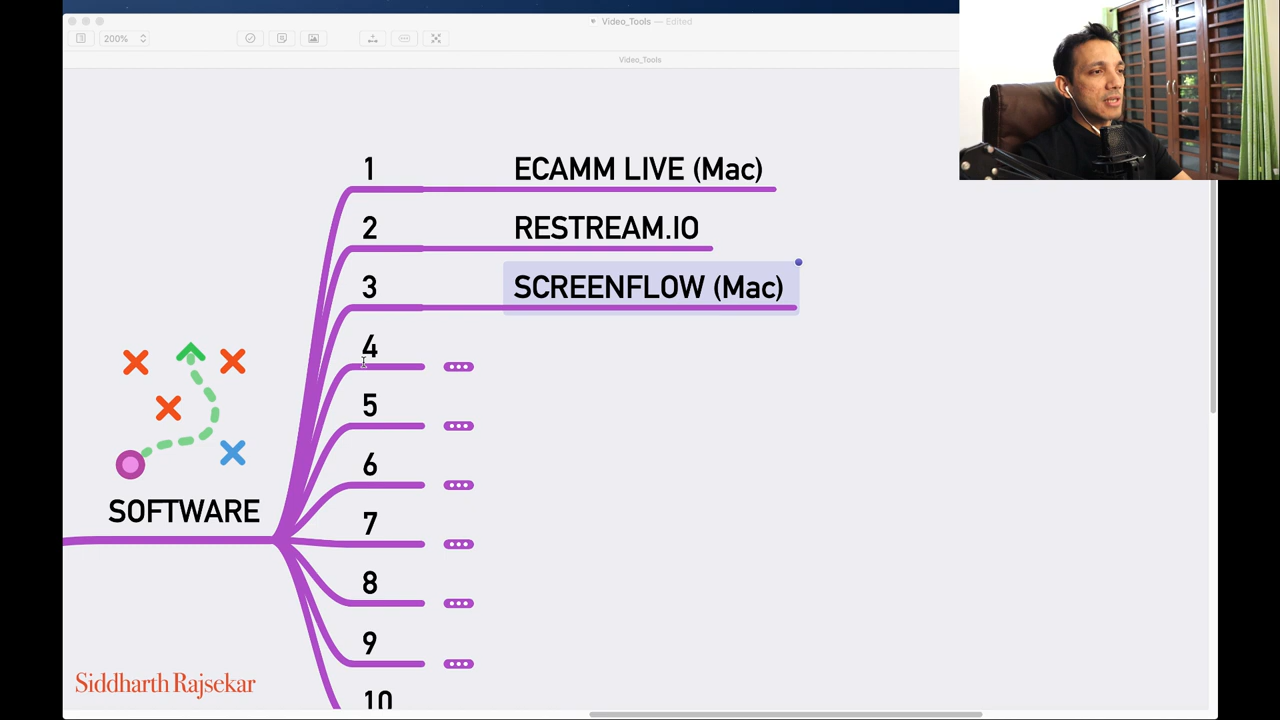 Video_Tools — Edited
200%
Video_Tools
1 ECAMM LIVE (Mac)
2 RESTREAM.IO
3 SCREENFLOW (Mac)
4
5
6
7
8
9
10
SOFTWARE
Siddharth Rajsekar